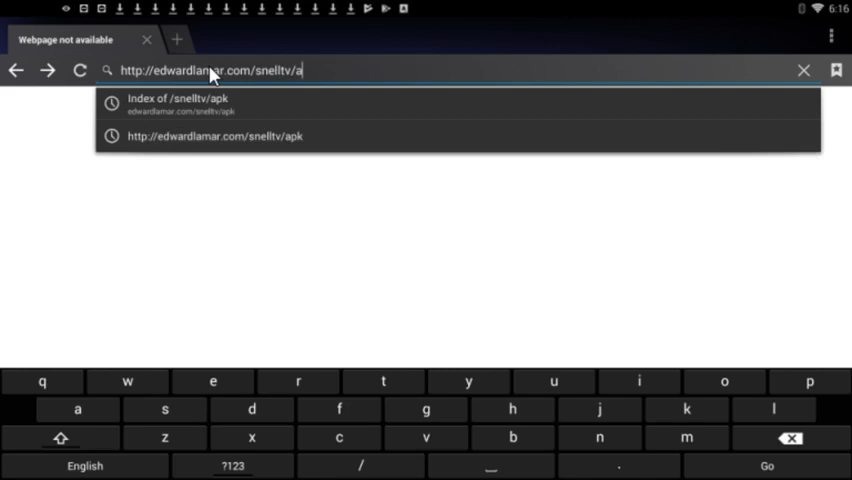 6:16
Webpage not available
http://edwardlamar.com/snelltv/a
Index of /snelltv/apk
edwardlamar.com/snelltv/apk
http://edwardlamar.com/snelltv/apk
q w e r t y u i o p
a s d f g h j k l
z x c v b n m
English ?123 / . Go